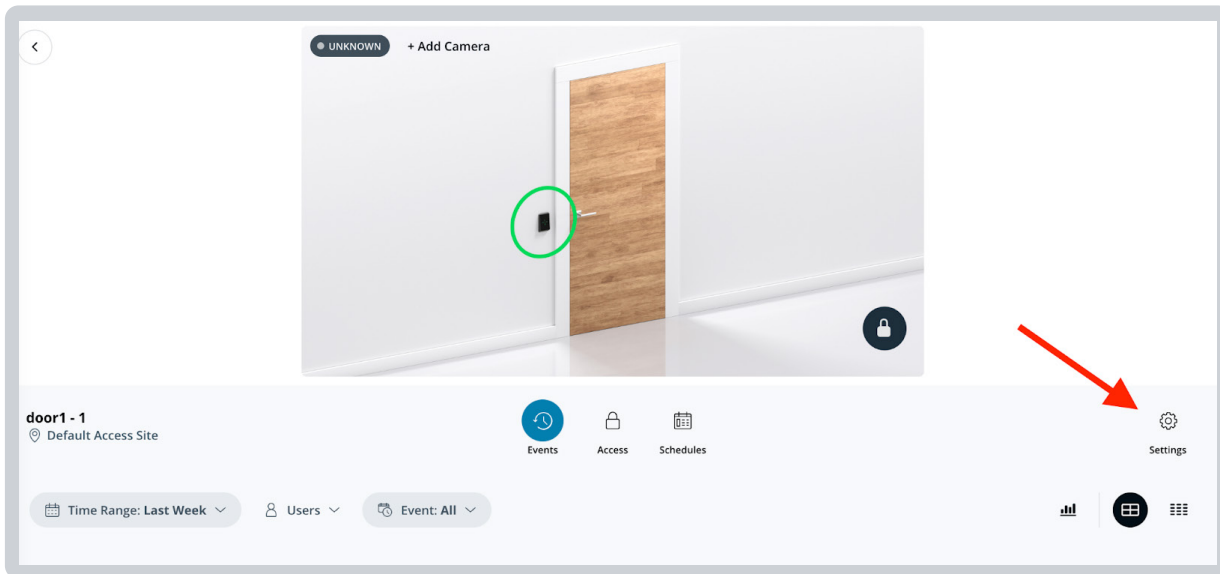 UNKNOWN + Add Camera
door1 - 1
Default Access Site
Events Access Schedules
Settings
Time Range: Last Week Users Event: All